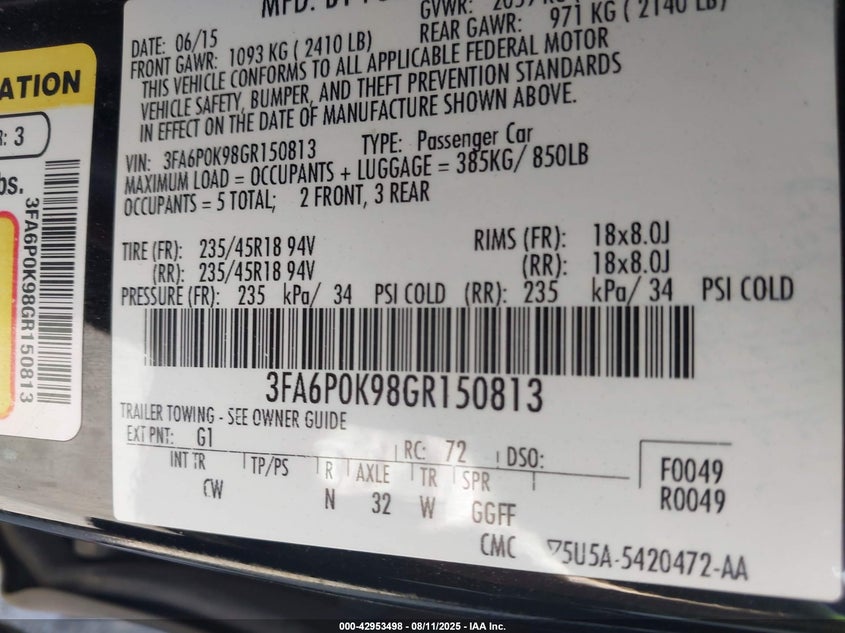 MFD. BY
GVWR:
DATE: 06/15
FRONT GAWR: 1093 KG ( 2410 LB)
REAR GAWR: 971 KG ( 2140 LB)
THIS VEHICLE CONFORMS TO ALL APPLICABLE FEDERAL MOTOR
VEHICLE SAFETY, BUMPER, AND THEFT PREVENTION STANDARDS
IN EFFECT ON THE DATE OF MANUFACTURE SHOWN ABOVE.
VIN: 3FA6P0K98GR150813 TYPE: Passenger Car
MAXIMUM LOAD = OCCUPANTS + LUGGAGE = 385KG/ 850LB
OCCUPANTS = 5 TOTAL; 2 FRONT, 3 REAR
TIRE (FR): 235/45R18 94V RIMS (FR): 18x8.0J
(RR): 235/45R18 94V (RR): 18x8.0J
PRESSURE (FR): 235 kPa/ 34 PSI COLD (RR): 235 kPa/ 34 PSI COLD
3FA6P0K98GR150813
TRAILER TOWING - SEE OWNER GUIDE
EXT PNT: G1 RC: 72 DSO:
INT TR TP/PS R AXLE TR SPR
CW N 32 W GGFF
F0049
R0049
CMC 5U5A-5420472-AA
ATION
R: 3
bs.
3FA6P0K98GR150813
000-42953498 - 08/11/2025 - IAA Inc.